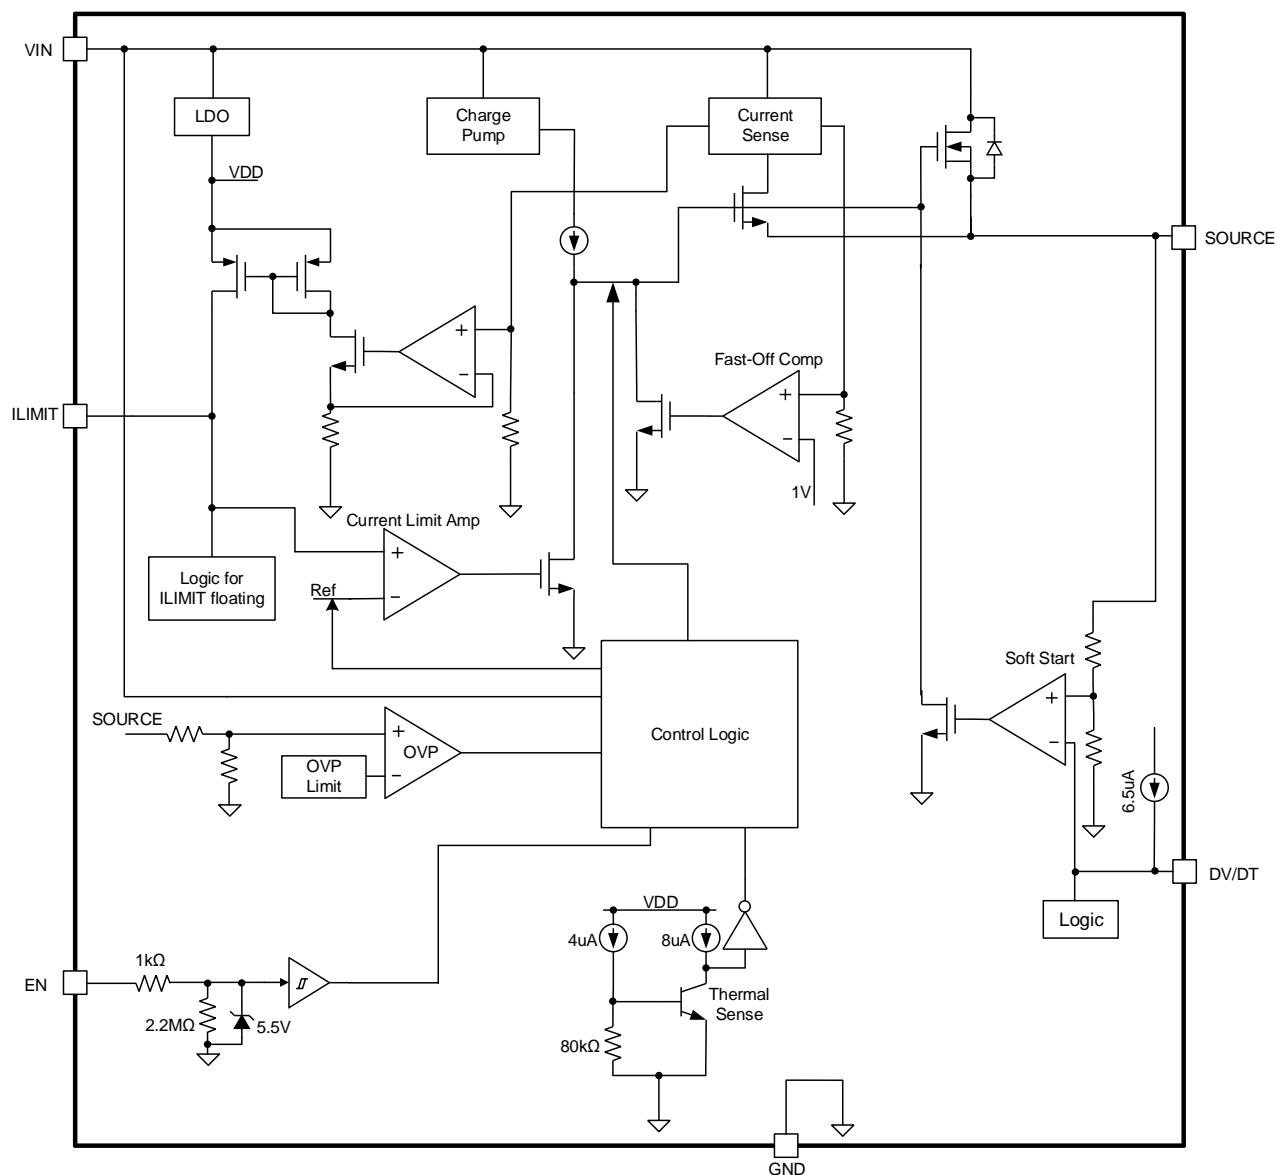 VIN
LDO
Charge
Pump
Current
Sense
VDD
SOURCE
+
−
Fast-Off Comp
+
−
1V
ILIMIT
Current Limit Amp
+
−
Ref
Logic for
ILIMIT floating
Soft Start
+
−
SOURCE
+
OVP
−
OVP
Limit
Control Logic
6.5uA
DV/DT
Logic
VDD
4uA
8uA
1kΩ
EN
2.2MΩ
5.5V
Thermal
Sense
80kΩ
GND